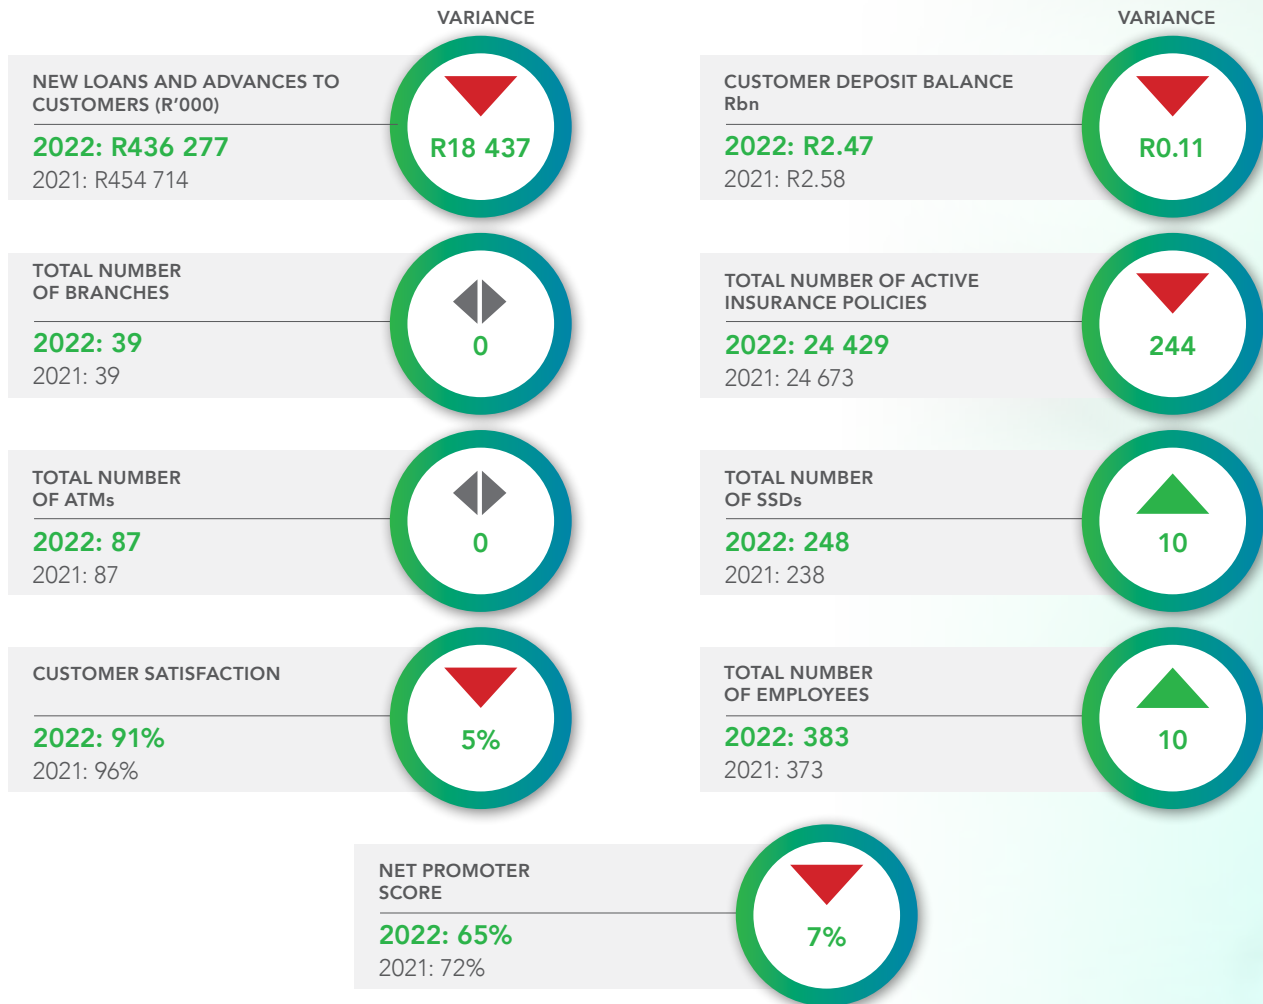 VARIANCE
NEW LOANS AND ADVANCES TO
CUSTOMERS (R'000)
2022: R436 277
2021: R454 714
R18 437
VARIANCE
CUSTOMER DEPOSIT BALANCE
Rbn
2022: R2.47
2021: R2.58
R0.11
TOTAL NUMBER
OF BRANCHES
2022: 39
2021: 39
0
TOTAL NUMBER OF ACTIVE
INSURANCE POLICIES
2022: 24 429
2021: 24 673
244
TOTAL NUMBER
OF ATMs
2022: 87
2021: 87
0
TOTAL NUMBER
OF SSDs
2022: 248
2021: 238
10
CUSTOMER SATISFACTION
2022: 91%
2021: 96%
5%
TOTAL NUMBER
OF EMPLOYEES
2022: 383
2021: 373
10
NET PROMOTER
SCORE
2022: 65%
2021: 72%
7%